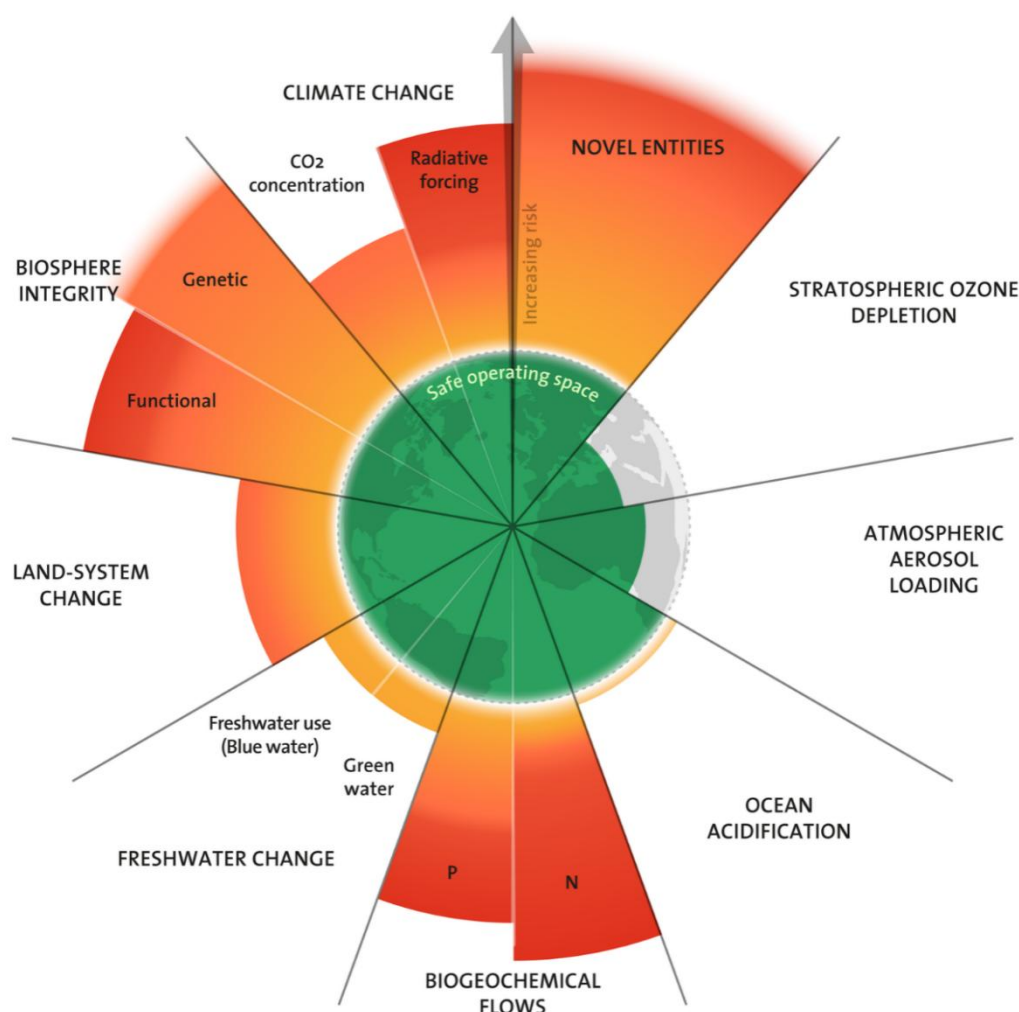 CLIMATE CHANGE
CO2
concentration
Radiative
forcing
NOVEL ENTITIES
Increasing risk
BIOSPHERE
INTEGRITY
Genetic
Functional
STRATOSPHERIC OZONE
DEPLETION
Safe operating space
ATMOSPHERIC
AEROSOL
LOADING
LAND-SYSTEM
CHANGE
Freshwater use
(Blue water)
Green
water
FRESHWATER CHANGE
P
N
OCEAN
ACIDIFICATION
BIOGEOCHEMICAL
FLOWS